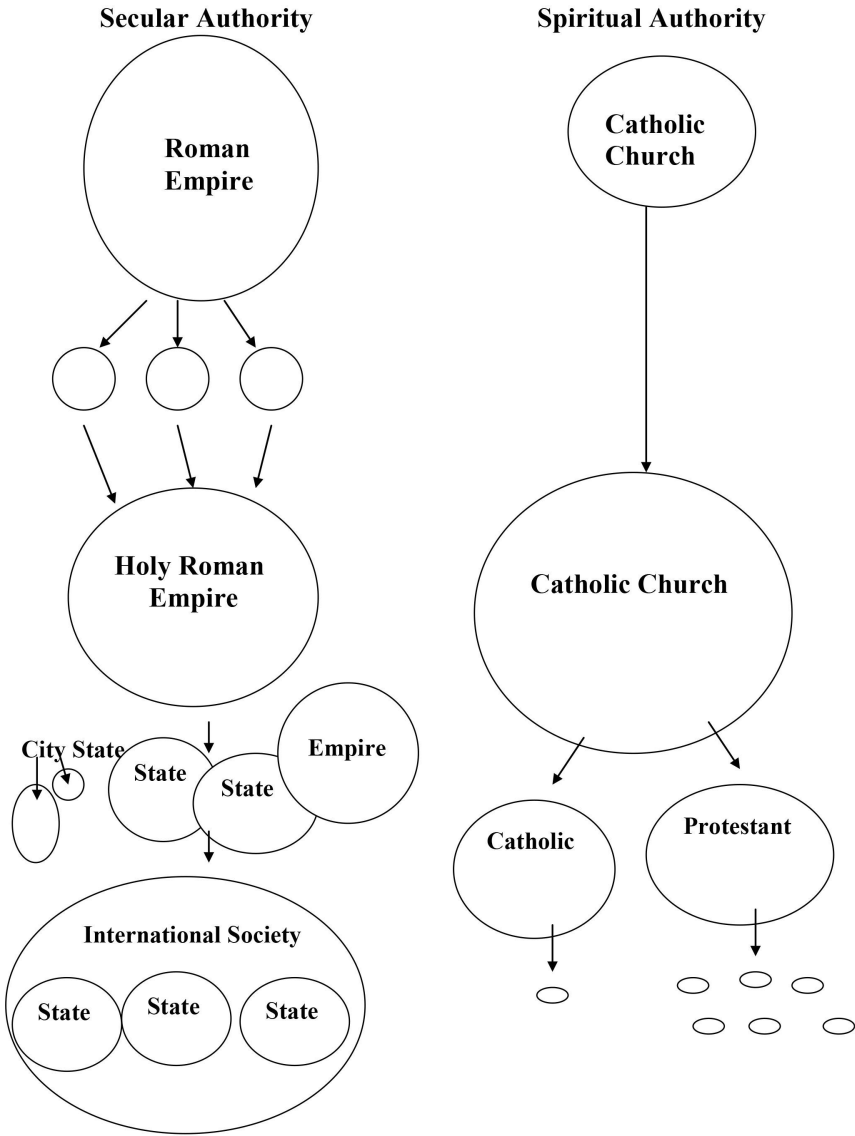 Secular Authority
Spiritual Authority
Roman
Empire
Catholic
Church
Holy Roman
Empire
Catholic Church
City State
State
State
Empire
Catholic
Protestant
International Society
State
State
State